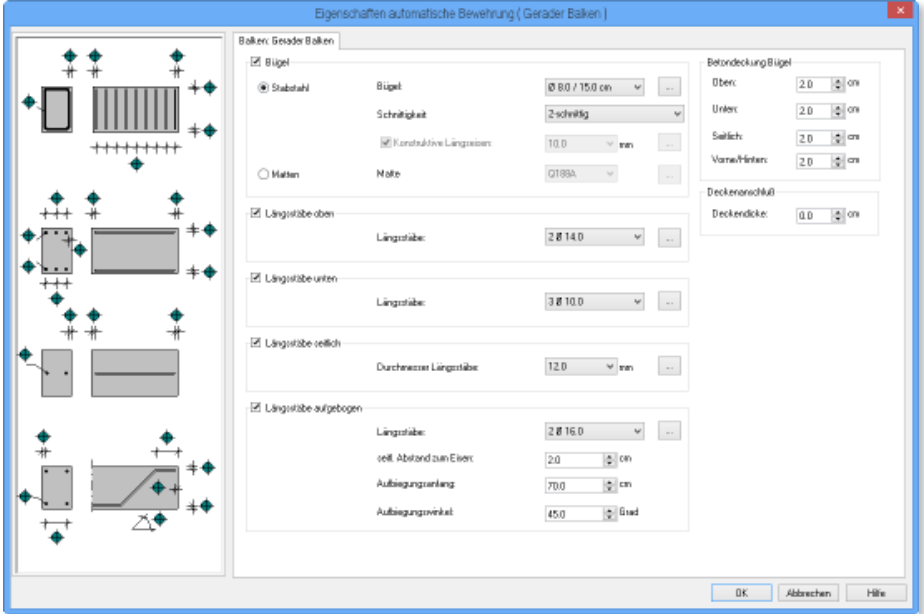 Eigenschaften automatische Bewehrung ( Gerader Balken )
Balken: Gerader Balken
Bügel
Stabstahl
Bügel:
Ø 8.0 / 15.0 cm
...
Schnittigkeit
2-schnittig
Konstruktive Längseisen:
10.0
mm
...
Matten
Matte
Q188A
...
Längsstäbe oben
Längsstäbe:
2 Ø 14.0
...
Längsstäbe unten
Längsstäbe:
3 Ø 10.0
...
Längsstäbe seitlich
Durchmesser Längsstäbe:
12.0
mm
...
Längsstäbe aufgebogen
Längsstäbe:
2 Ø 16.0
...
seitl. Abstand zum Eisen:
2.0
cm
Aufbiegungsanfang:
70.0
cm
Aufbiegungswinkel:
45.0
Grad
Betondeckung Bügel
Oben:
2.0
cm
Unten:
2.0
cm
Seitlich:
2.0
cm
Vorne/Hinten:
2.0
cm
Deckenanschluß
Deckendicke:
0.0
cm
OK
Abbrechen
Hilfe